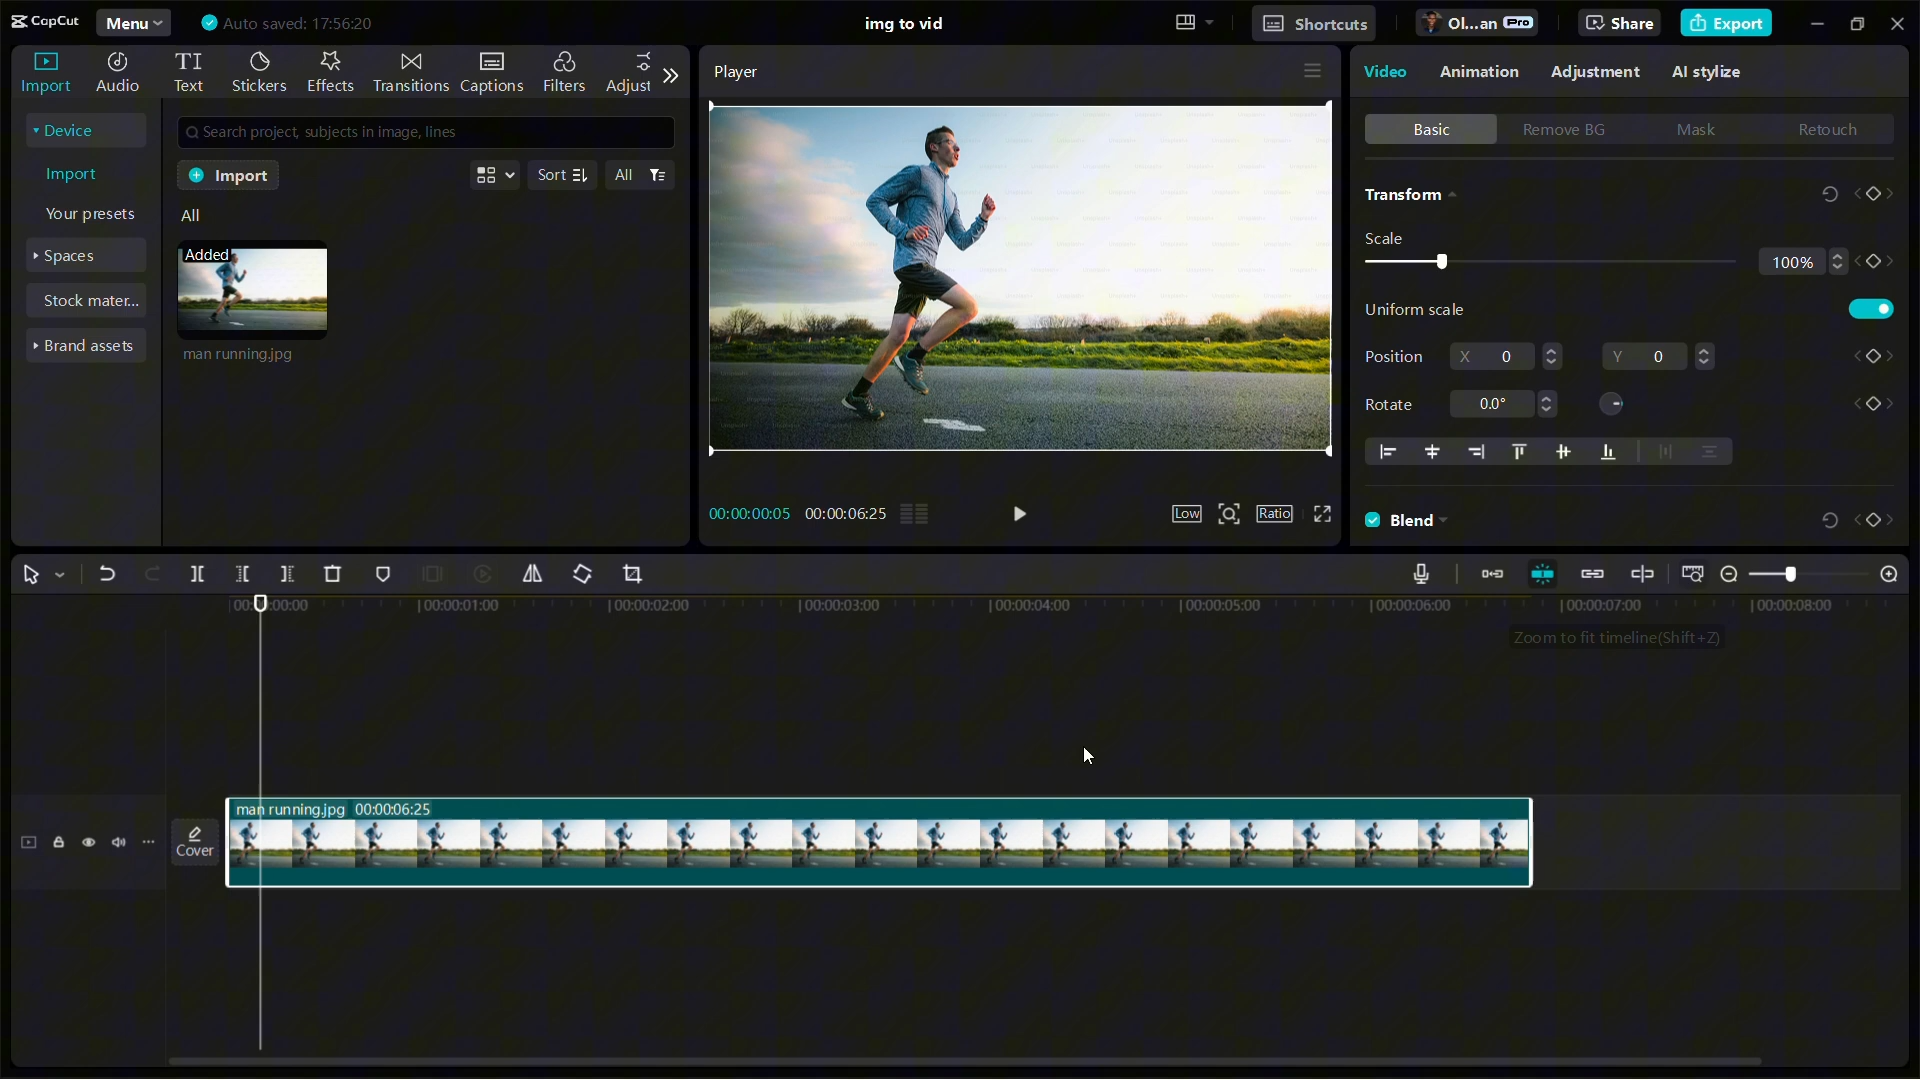 CapCut Menu Auto saved: 17:56:20 img to vid Shortcuts Ol...an Pro Share Export
Import Audio Text Stickers Effects Transitions Captions Filters Adjust
Device
Import
Your presets
Spaces
Stock mater...
Brand assets
Search project, subjects in image, lines
Import Sort All
All
Added
man running.jpg
Player
00:00:00:05 00:00:06:25 Low Ratio
Video Animation Adjustment AI stylize
Basic Remove BG Mask Retouch
Transform
Scale
100%
Uniform scale
Position X 0 Y 0
Rotate 0.0°
Blend
00:00 00:00:01:00 00:00:02:00 00:00:03:00 00:00:04:00 00:00:05:00 00:00:06:00 00:00:07:00 00:00:08:00
Zoom to fit timeline(Shift+Z)
man running.jpg 00:00:06:25
Cover